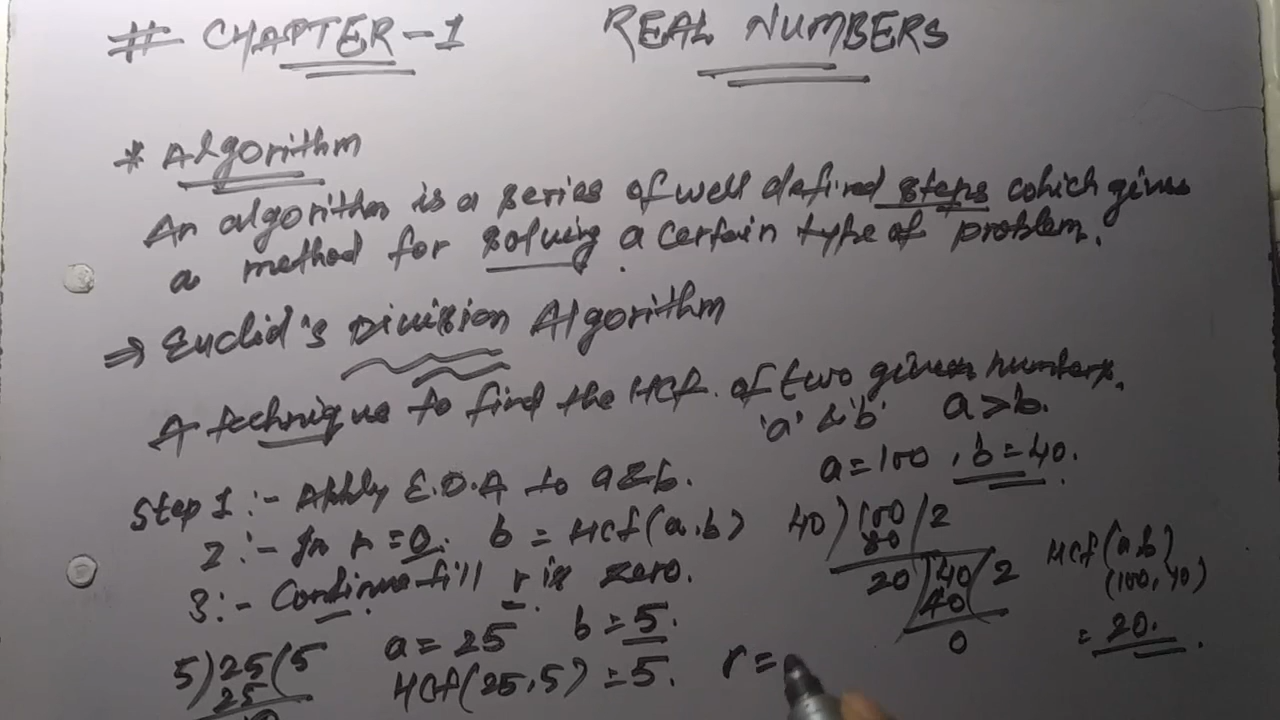 # CHAPTER-1 REAL NUMBERS
* Algorithm
An algorithm is a series of well defined steps which gives
a method for solving a certain type of problem.
⇒ Euclid's Division Algorithm
A technique to find the HCF of two given numbers.
'a' & 'b' a>b.
a=100, b=40.
Step 1:- Apply E.D.A to a&b.
2:- In r=0. b = HCf(a,b)
3:- Continue till r is zero.
40)100/2
80
20)40/2
40
0
HCf(a,b)
(100,40)
= 20.
a=25 b=5.
5)25(5
25
HCf(25,5)=5. r=